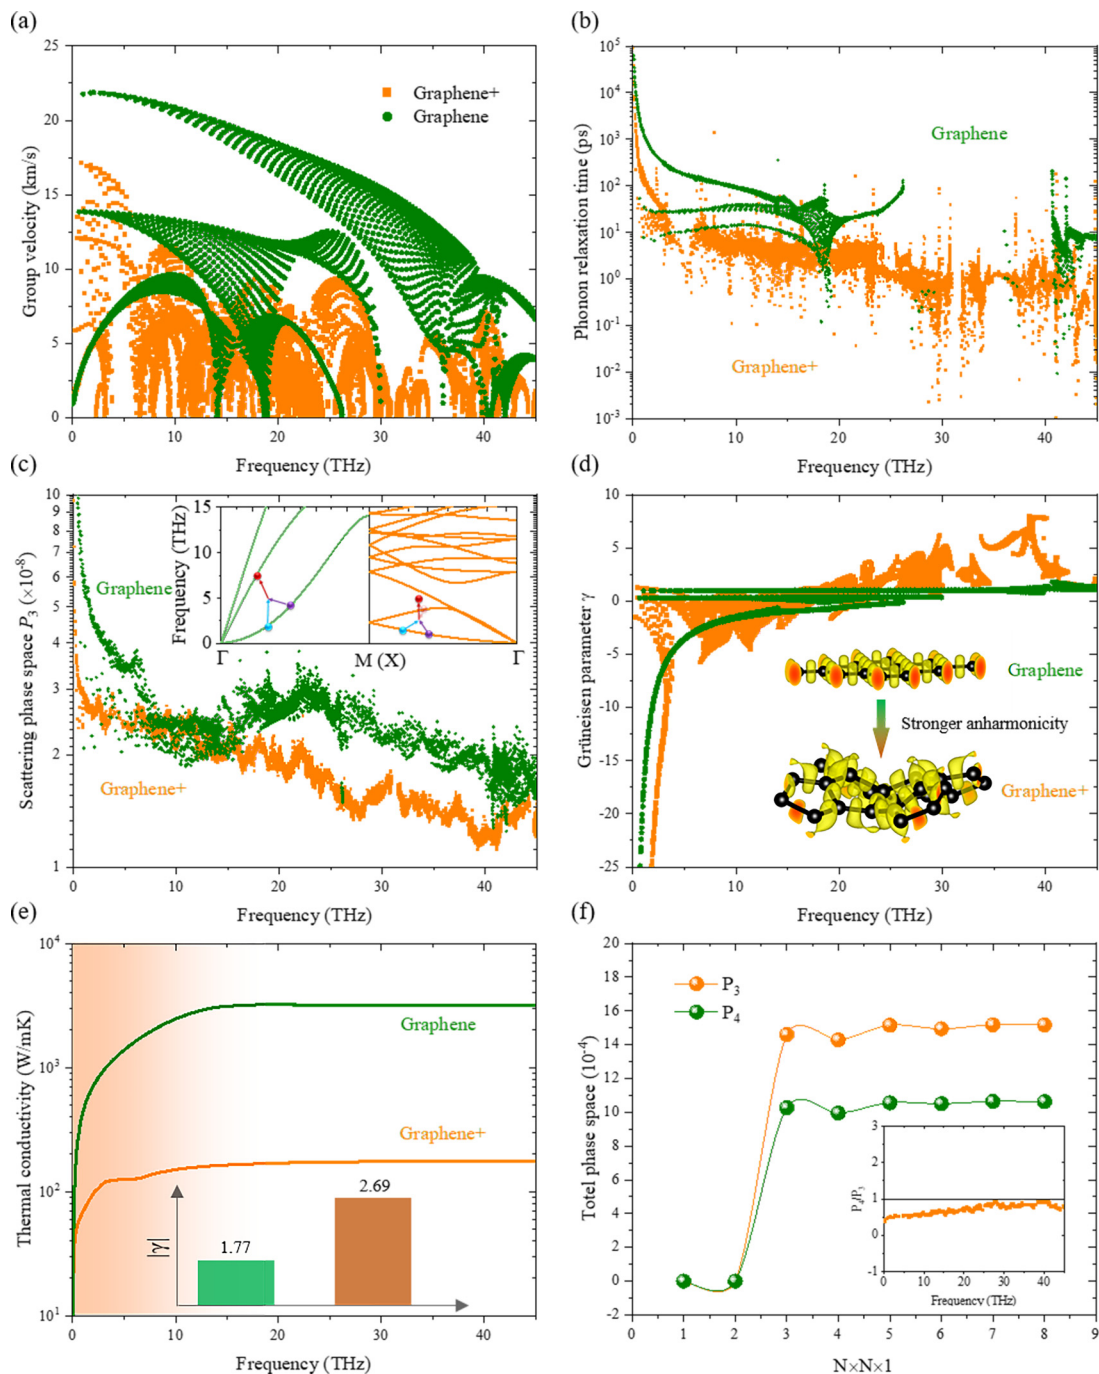 (a)
25
20
15
10
5
0
Group velocity (km/s)
Graphene+
Graphene
0
10
20
30
40
Frequency (THz)
(b)
10^5
10^4
10^3
10^2
10^1
10^0
10^-1
10^-2
10^-3
Phonon relaxation time (ps)
Graphene
Graphene+
0
10
20
30
40
Frequency (THz)
(c)
10
9
8
7
6
5
4
3
2
1
Scattering phase space P_3 (×10^-8)
Graphene
Graphene+
15
10
5
0
Frequency (THz)
Γ
M (X)
Γ
0
10
20
30
40
Frequency (THz)
(d)
5
0
-5
-10
-15
-20
-25
Grüneisen parameter γ
Graphene
Stronger anharmonicity
Graphene+
0
10
20
30
40
Frequency (THz)
(e)
10^4
10^3
10^2
10^1
Thermal conductivity (W/mK)
Graphene
Graphene+
|γ|
1.77
2.69
0
10
20
30
40
Frequency (THz)
(f)
20
18
16
14
12
10
8
6
4
2
0
-2
Totel phase space (10^-4)
P_3
P_4
3
2
1
0
-1
P_4/P_3
0
10
20
30
40
Frequency (THz)
0
1
2
3
4
5
6
7
8
9
N×N×1